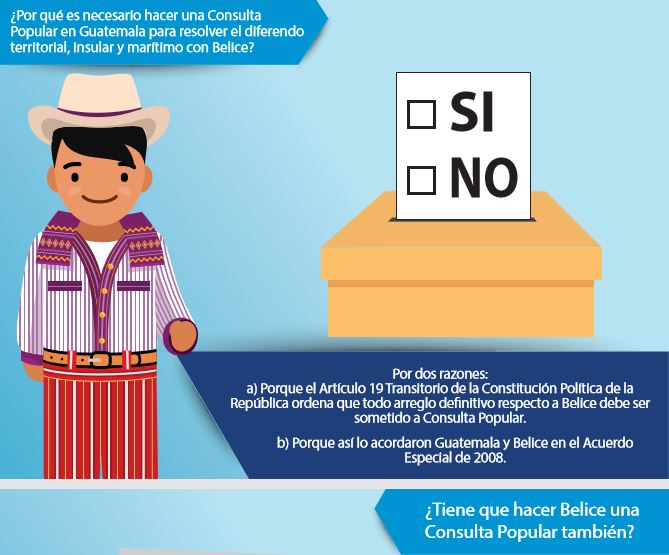 ¿Por qué es necesario hacer una Consulta
Popular en Guatemala para resolver el diferendo
territorial, insular y marítimo con Belice?
SI
NO
Por dos razones:
a) Porque el Artículo 19 Transitorio de la Constitución Política de la
República ordena que todo arreglo definitivo respecto a Belice debe ser
sometido a Consulta Popular.
b) Porque así lo acordaron Guatemala y Belice en el Acuerdo
Especial de 2008.
¿Tiene que hacer Belice una
Consulta Popular también?